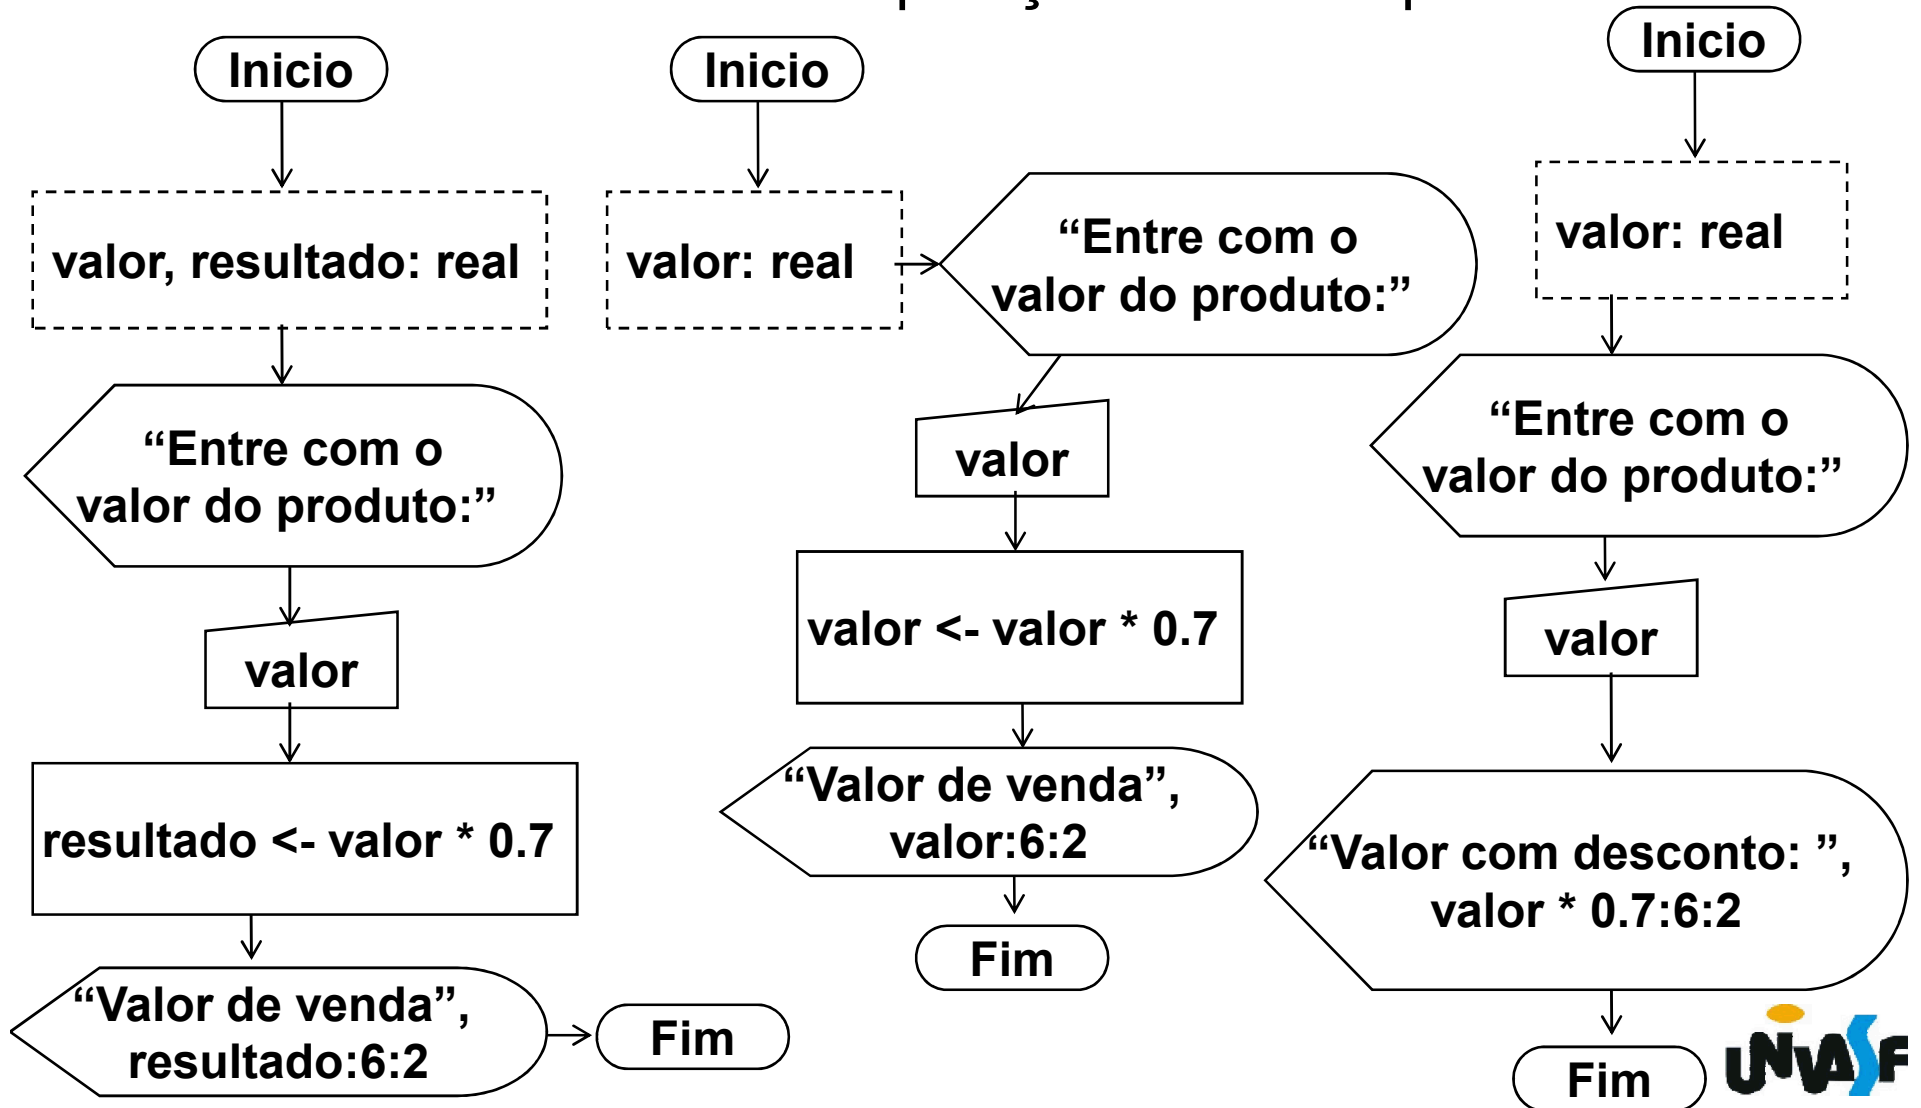 Inicio
valor, resultado: real
“Entre com o
valor do produto:”
valor
resultado <- valor * 0.7
“Valor de venda”,
resultado:6:2
Fim
Inicio
valor: real
“Entre com o
valor do produto:”
valor
valor <- valor * 0.7
“Valor de venda”,
valor:6:2
Fim
Inicio
valor: real
“Entre com o
valor do produto:”
valor
“Valor com desconto: ”,
valor * 0.7:6:2
Fim
UNIVASF